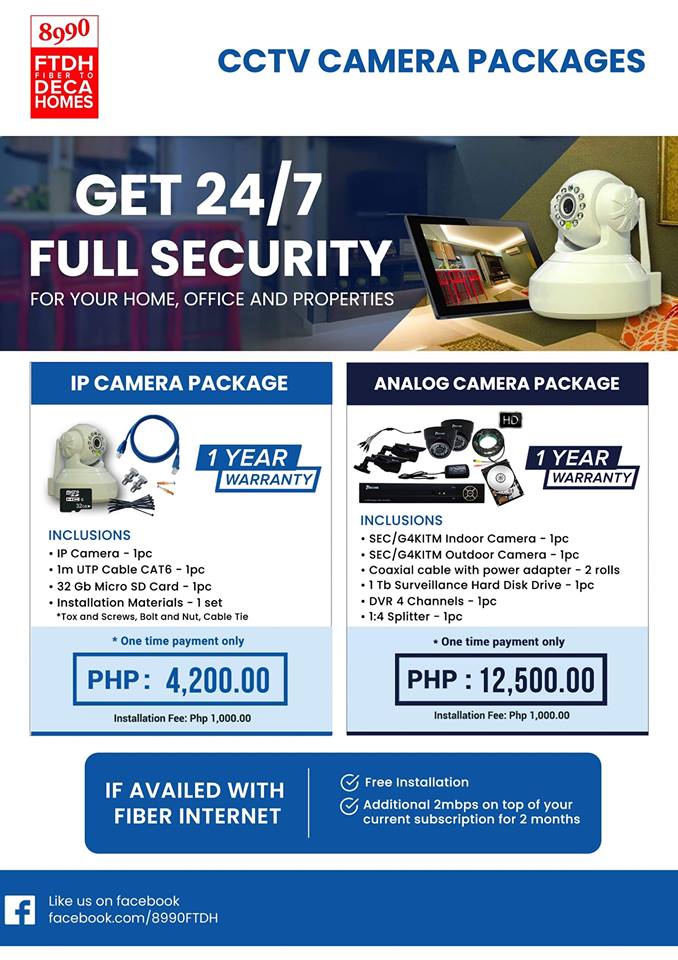 8990
FTDH
FIBER TO
DECA
HOMES
CCTV CAMERA PACKAGES
GET 24/7
FULL SECURITY
FOR YOUR HOME, OFFICE AND PROPERTIES
IP CAMERA PACKAGE
1 YEAR
WARRANTY
micro SD
HC
32GB
INCLUSIONS
• IP Camera - 1pc
• 1m UTP Cable CAT6 - 1pc
• 32 Gb Micro SD Card - 1pc
• Installation Materials - 1 set
*Tox and Screws, Bolt and Nut, Cable Tie
* One time payment only
PHP: 4,200.00
Installation Fee: Php 1,000.00
ANALOG CAMERA PACKAGE
HD
1 YEAR
WARRANTY
INCLUSIONS
• SEC/G4KITM Indoor Camera - 1pc
• SEC/G4KITM Outdoor Camera - 1pc
• Coaxial cable with power adapter - 2 rolls
• 1 Tb Surveillance Hard Disk Drive - 1pc
• DVR 4 Channels - 1pc
• 1:4 Splitter - 1pc
* One time payment only
PHP : 12,500.00
Installation Fee: Php 1,000.00
IF AVAILED WITH
FIBER INTERNET
Free Installation
Additional 2mbps on top of your
current subscription for 2 months
f
Like us on facebook
facebook.com/8990FTDH